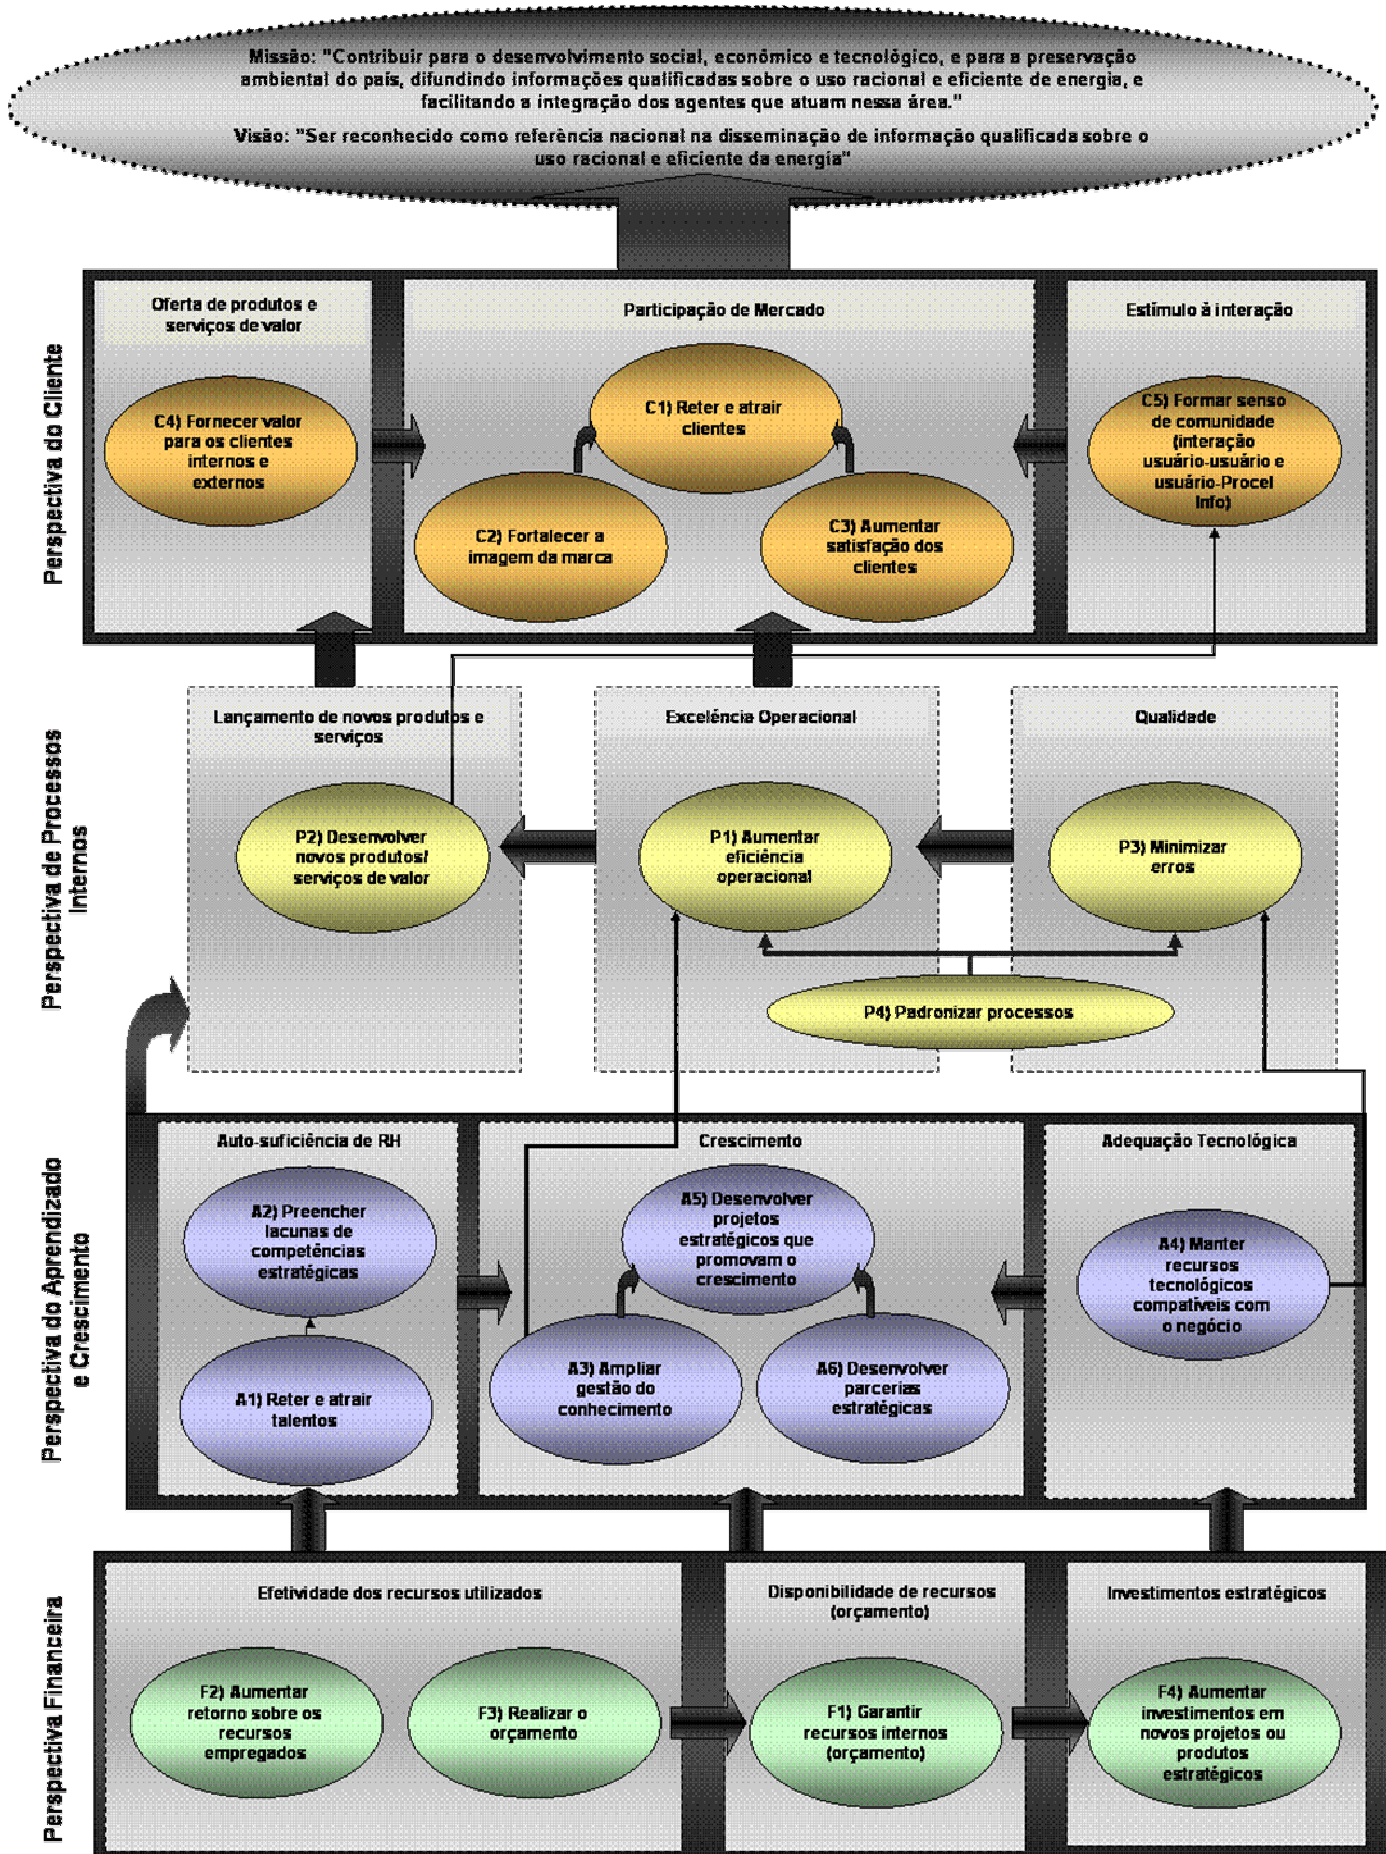 Missão: "Contribuir para o desenvolvimento social, econômico e tecnológico, e para a preservação
ambiental do país, difundindo informações qualificadas sobre o uso racional e eficiente de energia, e
facilitando a integração dos agentes que atuam nessa área."
Visão: "Ser reconhecido como referência nacional na disseminação de informação qualificada sobre o
uso racional e eficiente da energia"
Perspectiva do Cliente
Oferta de produtos e
serviços de valor
Participação de Mercado
Estímulo à interação
C4) Fornecer valor
para os clientes
internos e
externos
C1) Reter e atrair
clientes
C2) Fortalecer a
imagem da marca
C3) Aumentar
satisfação dos
clientes
C5) Formar senso
de comunidade
(interação
usuário-usuário e
usuário-Procel
Info)
Perspectiva de Processos
Internos
Lançamento de novos produtos e
serviços
Excelência Operacional
Qualidade
P2) Desenvolver
novos produtos/
serviços de valor
P1) Aumentar
eficiência
operacional
P3) Minimizar
erros
P4) Padronizar processos
Perspectiva do Aprendizado
e Crescimento
Auto-suficiência de RH
Crescimento
Adequação Tecnológica
A2) Preencher
lacunas de
competências
estratégicas
A1) Reter e atrair
talentos
A5) Desenvolver
projetos
estratégicos que
promovam o
crescimento
A3) Ampliar
gestão do
conhecimento
A6) Desenvolver
parcerias
estratégicas
A4) Manter
recursos
tecnológicos
compatíveis com
o negócio
Perspectiva Financeira
Efetividade dos recursos utilizados
Disponibilidade de recursos
(orçamento)
Investimentos estratégicos
F2) Aumentar
retorno sobre os
recursos
empregados
F3) Realizar o
orçamento
F1) Garantir
recursos internos
(orçamento)
F4) Aumentar
investimentos em
novos projetos ou
produtos
estratégicos